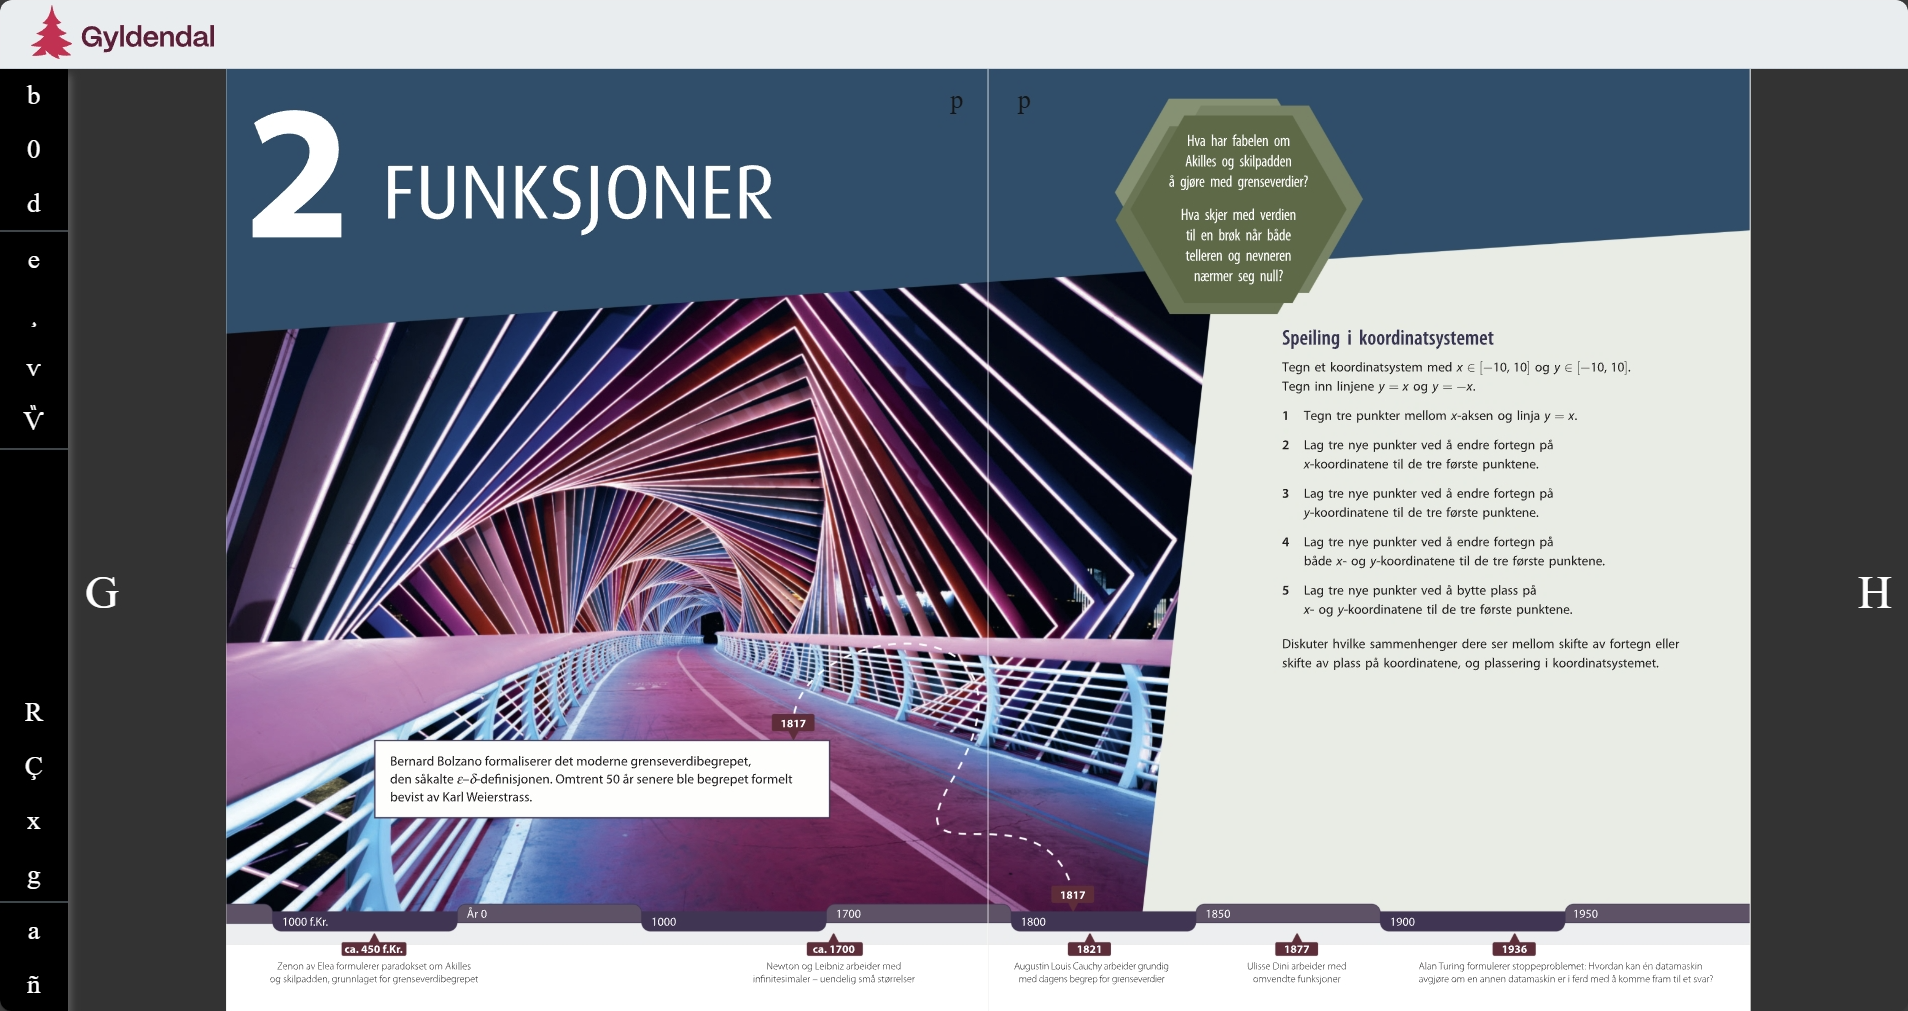 Gyldendal
b
0
d
e
v
R
Ç
x
g
a
ñ
G
H
p
p
2 FUNKSJONER
Hva har fabelen om
Akilles og skilpadden
å gjøre med grenseverdier?
Hva skjer med verdien
til en brøk når både
telleren og nevneren
nærmer seg null?
Speiling i koordinatsystemet
Tegn et koordinatsystem med x ∈ [−10, 10] og y ∈ [−10, 10].
Tegn inn linjene y = x og y = −x.
1 Tegn tre punkter mellom x-aksen og linja y = x.
2 Lag tre nye punkter ved å endre fortegn på
x-koordinatene til de tre første punktene.
3 Lag tre nye punkter ved å endre fortegn på
y-koordinatene til de tre første punktene.
4 Lag tre nye punkter ved å endre fortegn på
både x- og y-koordinatene til de tre første punktene.
5 Lag tre nye punkter ved å bytte plass på
x- og y-koordinatene til de tre første punktene.
Diskuter hvilke sammenhenger dere ser mellom skifte av fortegn eller
skifte av plass på koordinatene, og plassering i koordinatsystemet.
1817
Bernard Bolzano formaliserer det moderne grenseverdibegrepet,
den såkalte ε–δ-definisjonen. Omtrent 50 år senere ble begrepet formelt
bevist av Karl Weierstrass.
1817
1000 f.Kr.
År 0
1000
1700
1800
1850
1900
1950
ca. 450 f.Kr.
Zenon av Elea formulerer paradokset om Akilles
og skilpadden, grunnlaget for grenseverdibegrepet
ca. 1700
Newton og Leibniz arbeider med
infinitesimaler – uendelig små størrelser
1821
Augustin Louis Cauchy arbeider grundig
med dagens begrep for grenseverdier
1877
Ulisse Dini arbeider med
omvendte funksjoner
1936
Alan Turing formulerer stoppeproblemet: Hvordan kan én datamaskin
avgjøre om en annen datamaskin er i ferd med å komme fram til et svar?